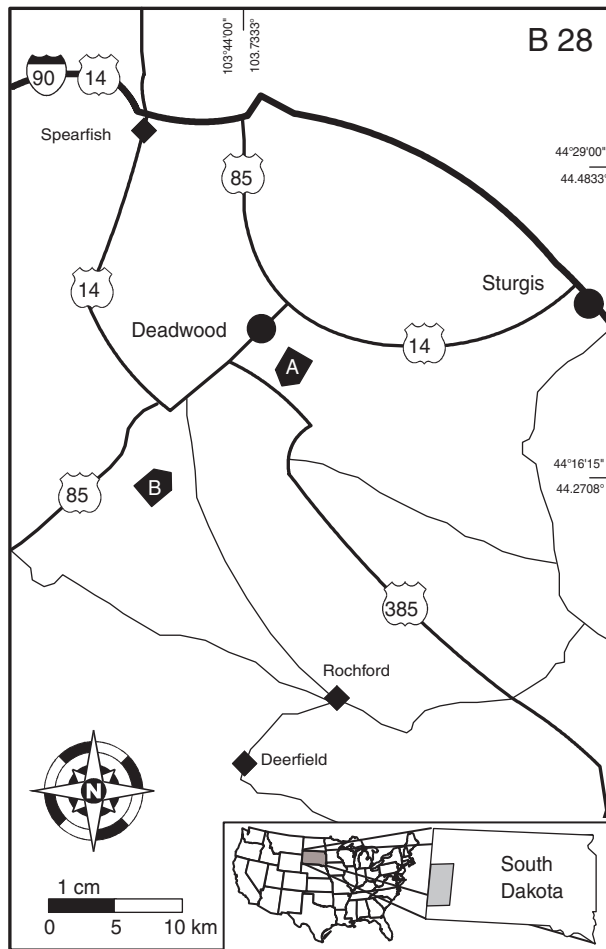 B 28
103°44'00"
103.7333°
90
14
Spearfish
44°29'00"
44.4833°
85
Sturgis
14
Deadwood
14
A
44°16'15"
44.2708°
B
85
385
Rochford
Deerfield
N
South
Dakota
1 cm
0 5 10 km